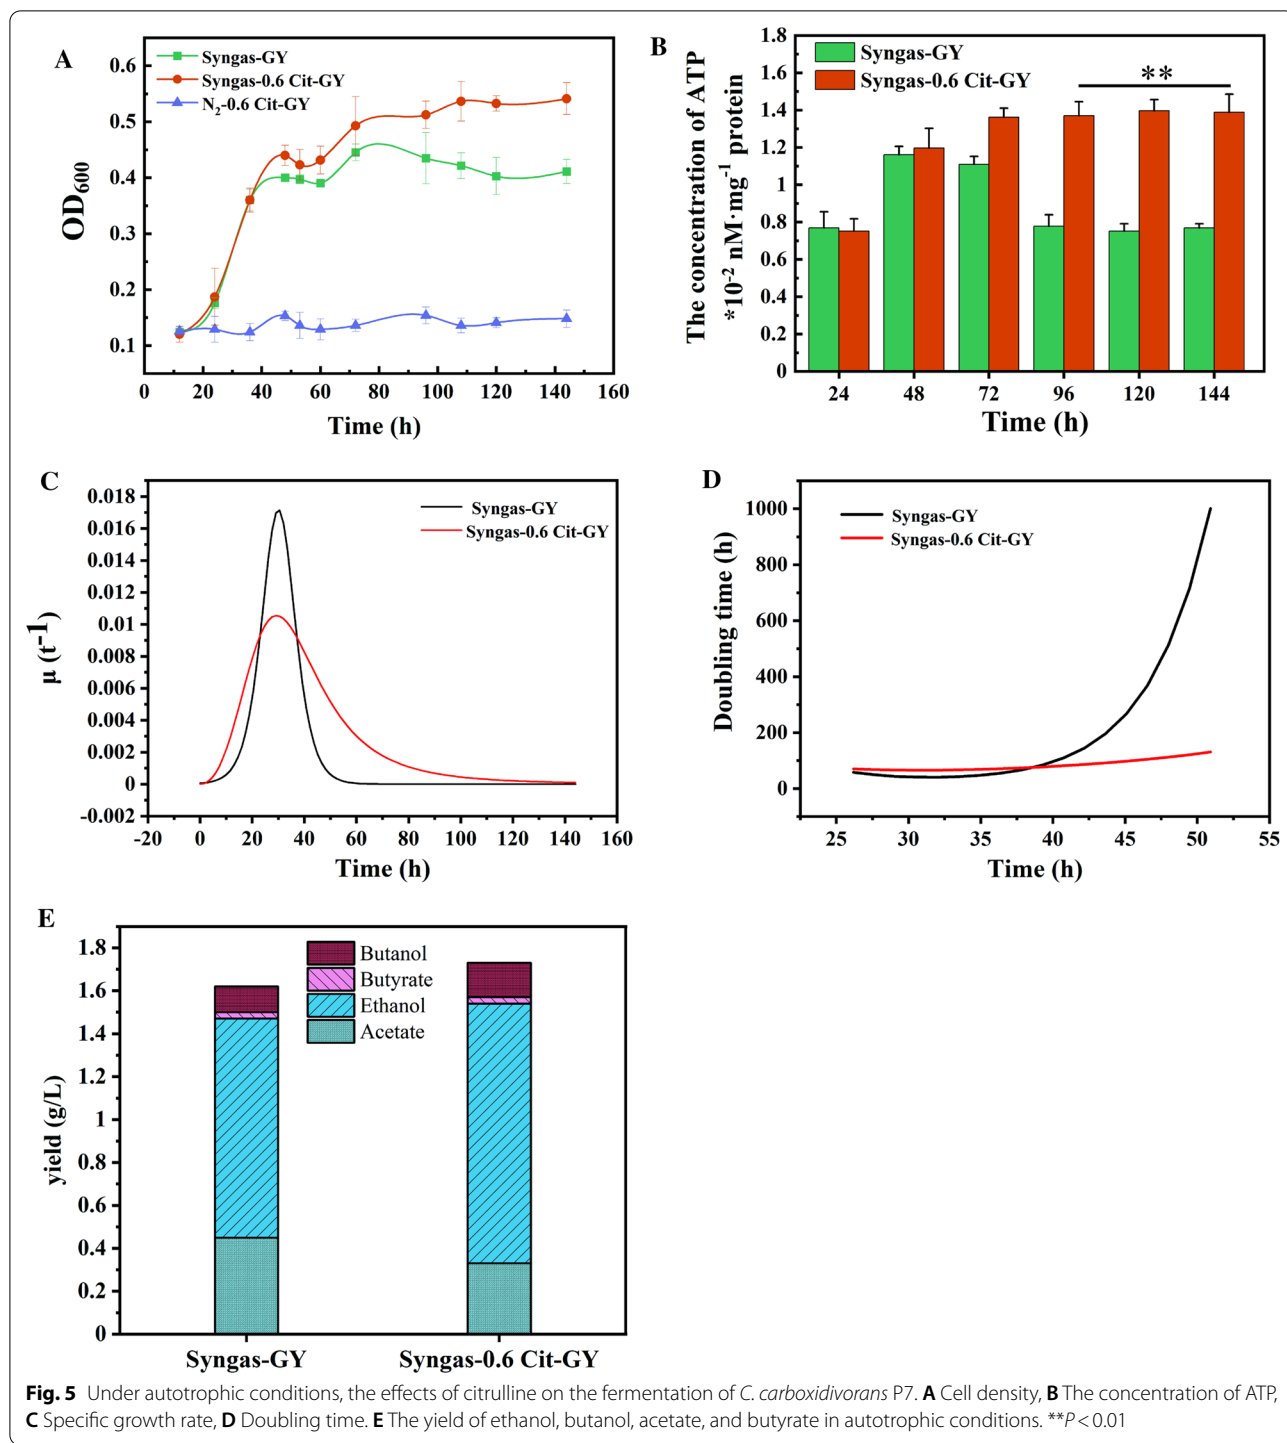 A
Syngas-GY
Syngas-0.6 Cit-GY
N₂-0.6 Cit-GY
0.6
0.5
0.4
0.3
0.2
0.1
OD₆₀₀
0 20 40 60 80 100 120 140 160
Time (h)
B
Syngas-GY
Syngas-0.6 Cit-GY
**
1.8
1.6
1.4
1.2
1
0.8
0.6
0.4
0.2
0
The concentration of ATP
*10⁻² nM·mg⁻¹ protein
24 48 72 96 120 144
Time (h)
C
Syngas-GY
Syngas-0.6 Cit-GY
0.018
0.016
0.014
0.012
0.01
0.008
0.006
0.004
0.002
0
-0.002
μ (t⁻¹)
-20 0 20 40 60 80 100 120 140 160
Time (h)
D
Syngas-GY
Syngas-0.6 Cit-GY
1000
800
600
400
200
0
Doubling time (h)
25 30 35 40 45 50 55
Time (h)
E
Butanol
Butyrate
Ethanol
Acetate
1.8
1.6
1.4
1.2
1
0.8
0.6
0.4
0.2
0
yield (g/L)
Syngas-GY Syngas-0.6 Cit-GY
Fig. 5 Under autotrophic conditions, the effects of citrulline on the fermentation of C. carboxidivorans P7. A Cell density, B The concentration of ATP,
C Specific growth rate, D Doubling time. E The yield of ethanol, butanol, acetate, and butyrate in autotrophic conditions. **P < 0.01